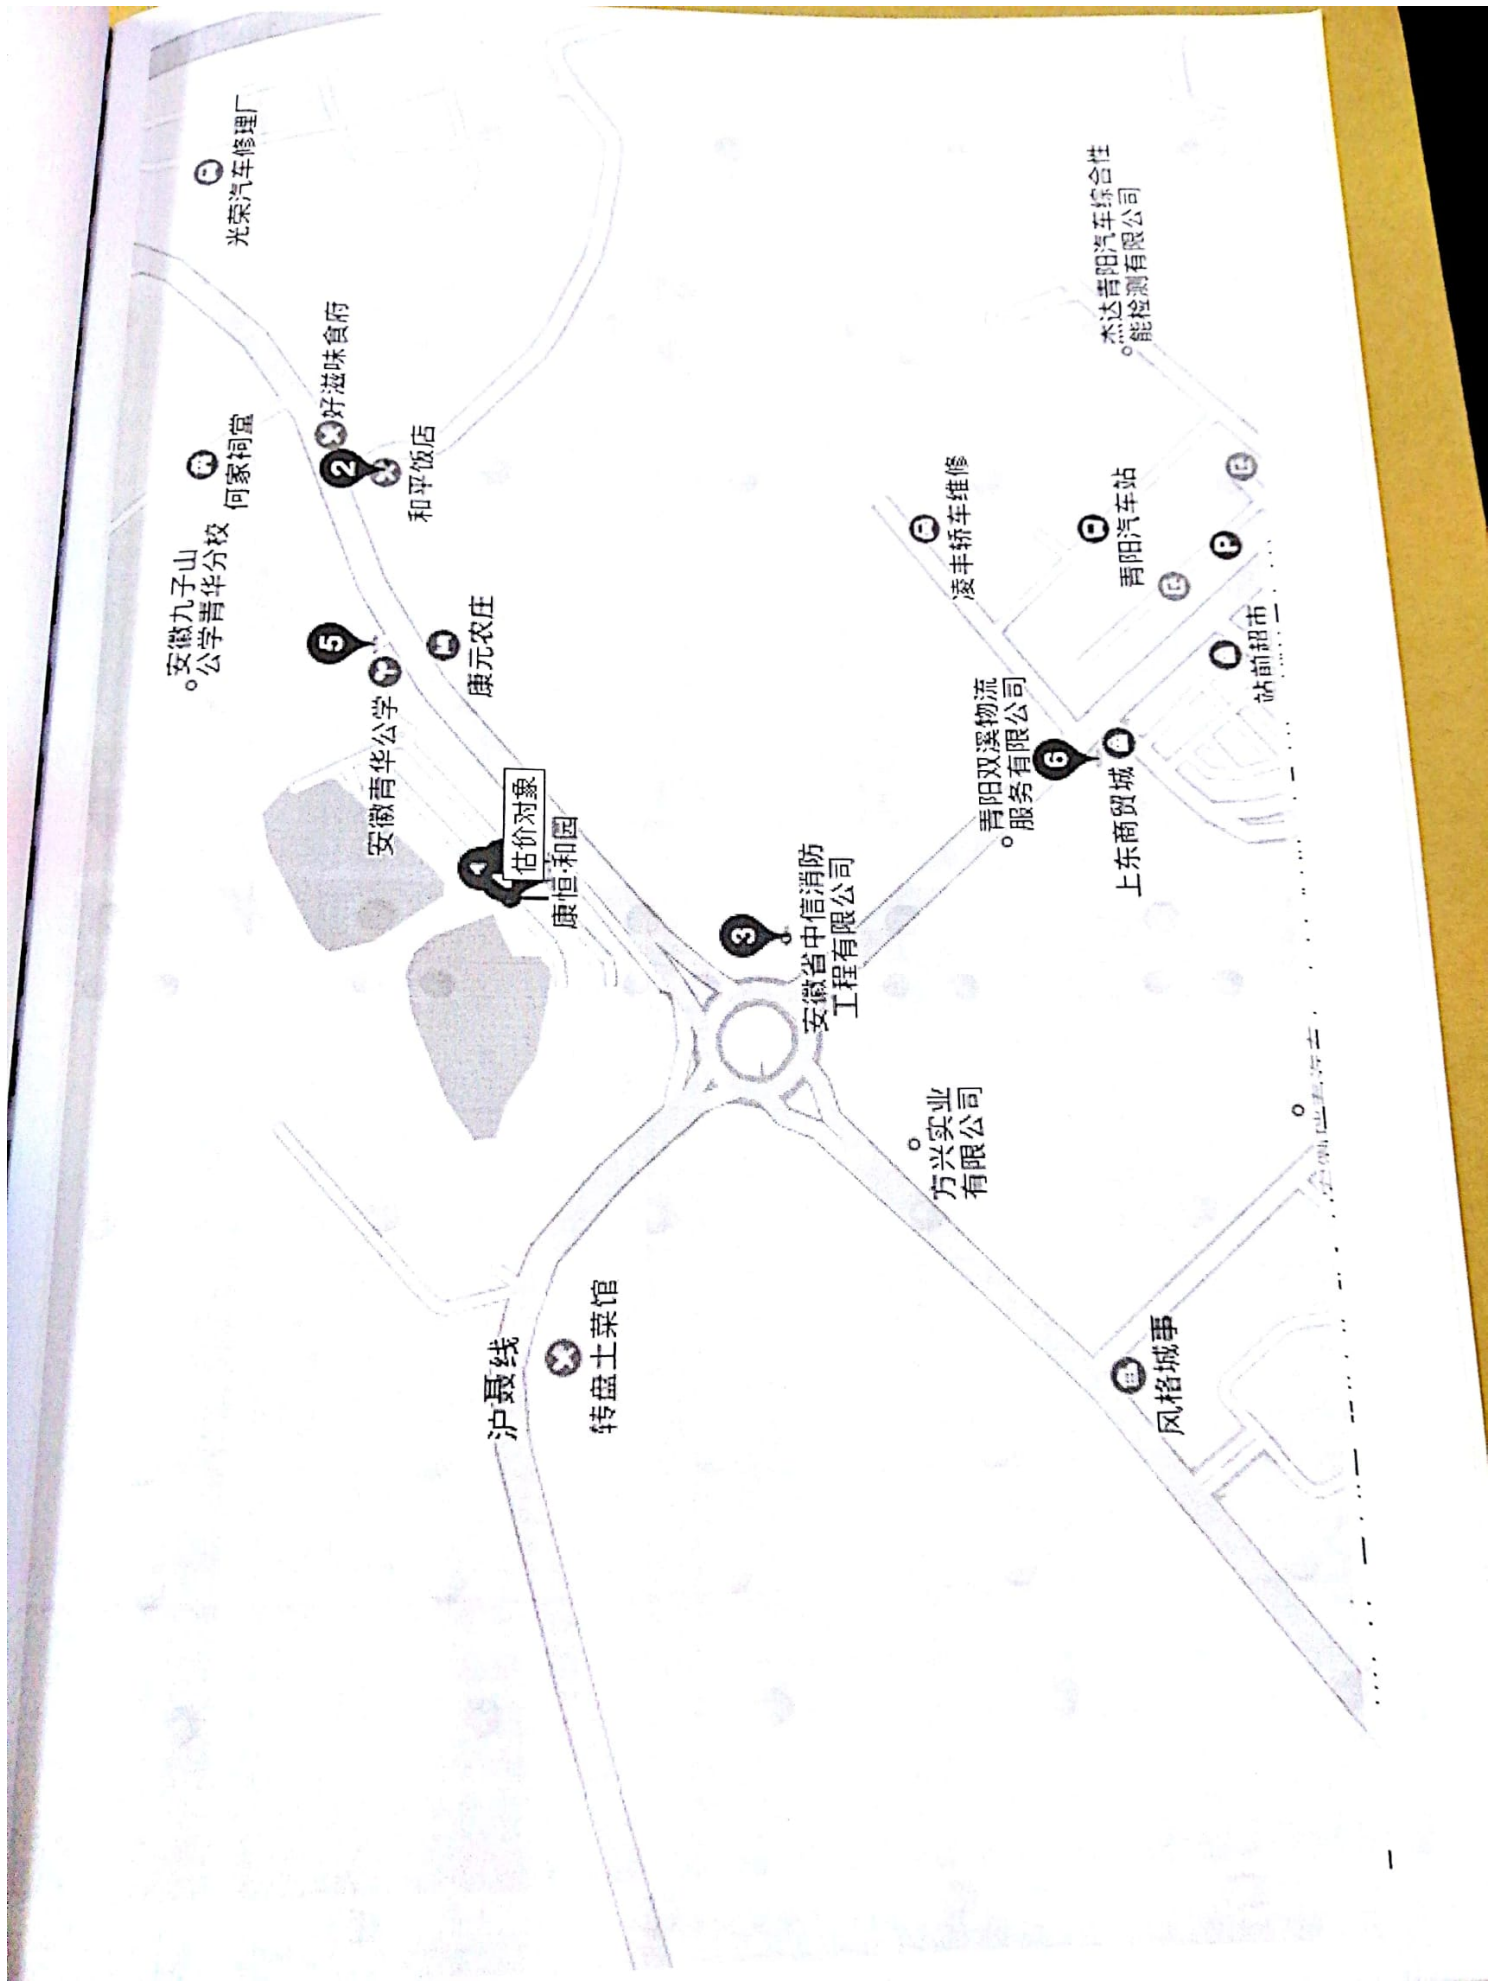 光荣汽车修理厂
何家祠堂
好滋味食府
2
和平饭店
安徽九子山
公学青华分校
5
安徽青华公学
康元农庄
4
估价对象
康恒·和园
3
安徽省中信消防
工程有限公司
杰达青阳汽车综合性
能检测有限公司
凌丰轿车维修
青阳汽车站
P
站前超市
青阳双溪物流
服务有限公司
6
上东商贸城
方兴实业
有限公司
沪聂线
转盘土菜馆
风格城事